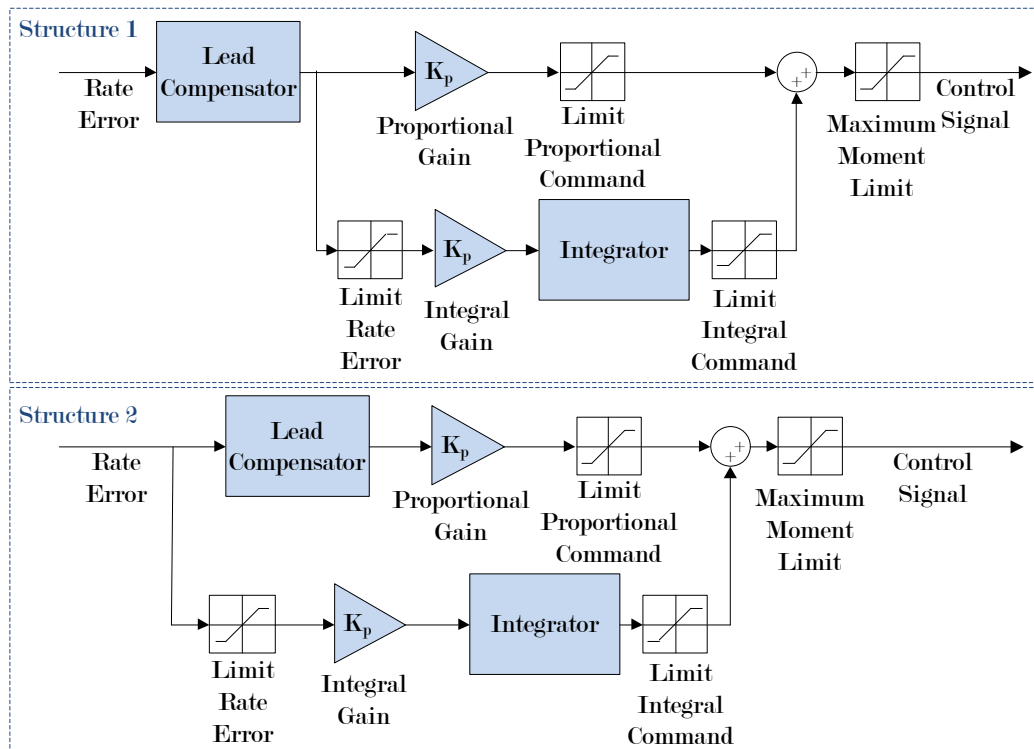 Structure 1
Lead
Compensator
Rate
Error
Kp
Proportional
Gain
Limit
Proportional
Command
+
+
Maximum
Moment
Limit
Control
Signal
Limit
Rate
Error
Kp
Integral
Gain
Integrator
Limit
Integral
Command
Structure 2
Rate
Error
Lead
Compensator
Kp
Proportional
Gain
Limit
Proportional
Command
+
+
Maximum
Moment
Limit
Control
Signal
Limit
Rate
Error
Kp
Integral
Gain
Integrator
Limit
Integral
Command